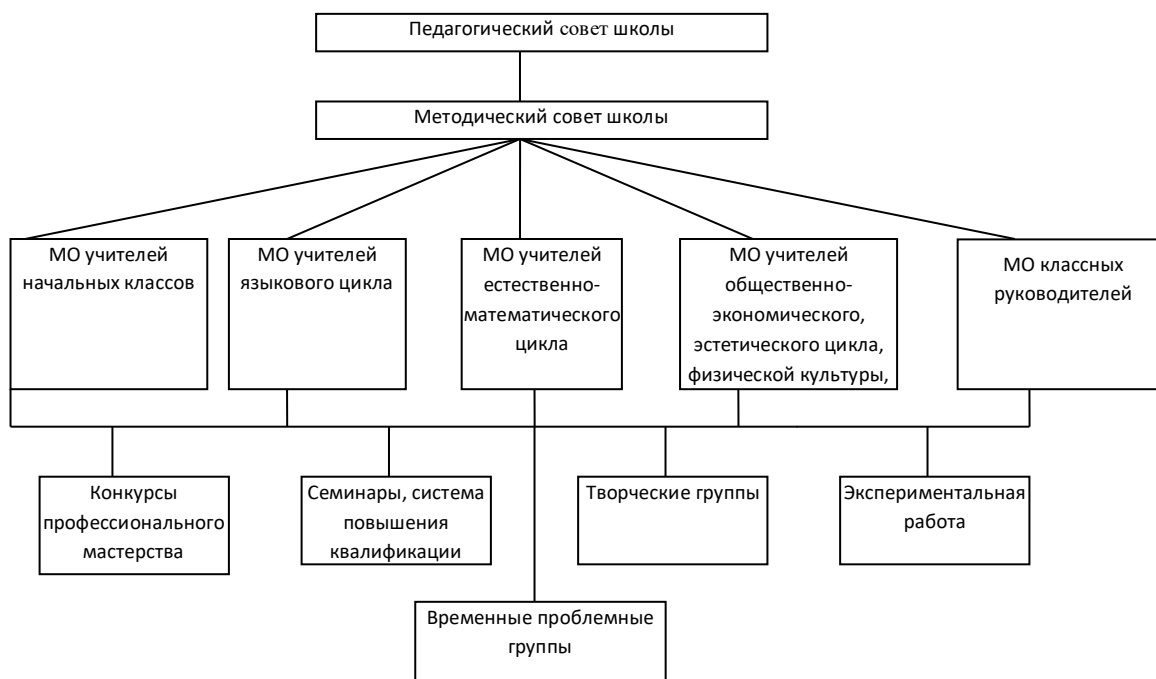 Педагогический совет школы
Методический совет школы
МО учителей
начальных классов
МО учителей
языкового цикла
МО учителей
естественно-
математического
цикла
МО учителей
общественно-
экономического,
эстетического цикла,
физической культуры,
МО классных
руководителей
Конкурсы
профессионального
мастерства
Семинары, система
повышения
квалификации
Творческие группы
Экспериментальная
работа
Временные проблемные
группы